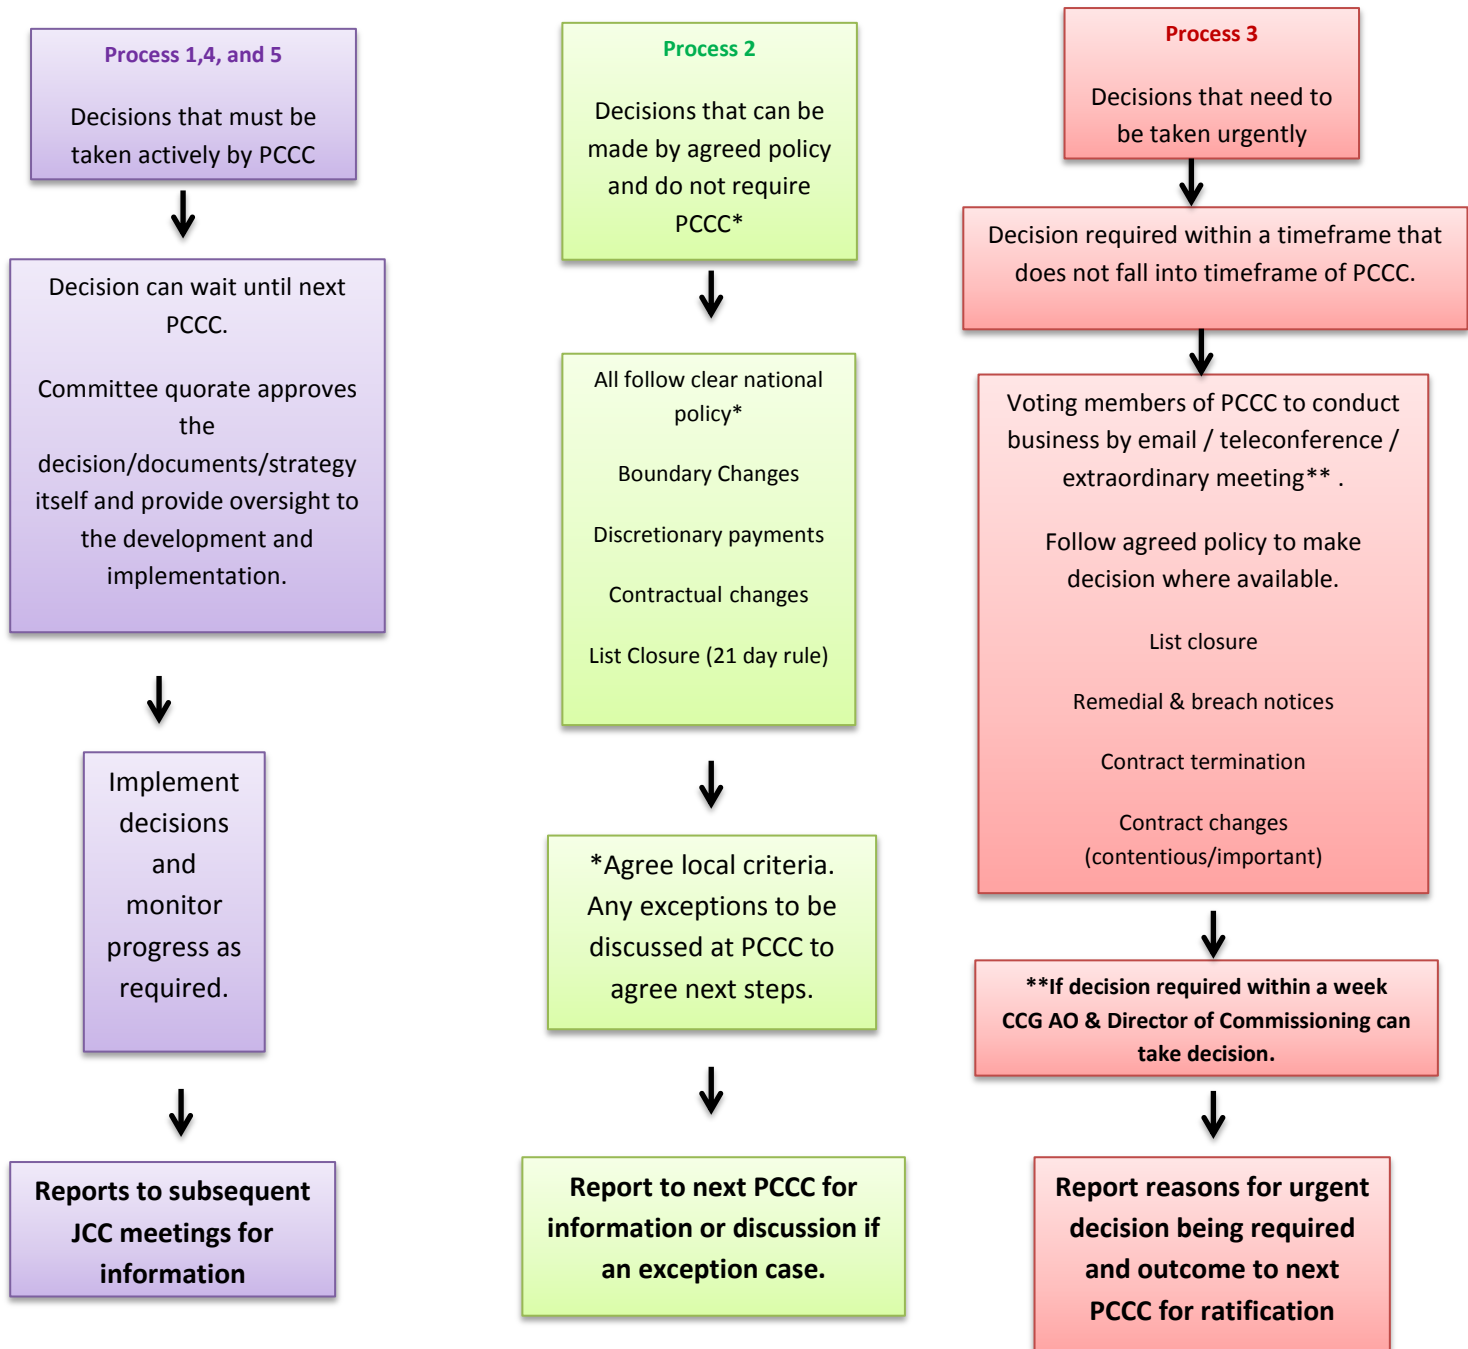 Process 1,4, and 5
Decisions that must be
taken actively by PCCC
Decision can wait until next
PCCC.
Committee quorate approves
the
decision/documents/strategy
itself and provide oversight to
the development and
implementation.
Implement
decisions
and
monitor
progress as
required.
Reports to subsequent
JCC meetings for
information
Process 2
Decisions that can be
made by agreed policy
and do not require
PCCC*
All follow clear national
policy*
Boundary Changes
Discretionary payments
Contractual changes
List Closure (21 day rule)
*Agree local criteria.
Any exceptions to be
discussed at PCCC to
agree next steps.
Report to next PCCC for
information or discussion if
an exception case.
Process 3
Decisions that need to
be taken urgently
Decision required within a timeframe that
does not fall into timeframe of PCCC.
Voting members of PCCC to conduct
business by email / teleconference /
extraordinary meeting** .
Follow agreed policy to make
decision where available.
List closure
Remedial & breach notices
Contract termination
Contract changes
(contentious/important)
**If decision required within a week
CCG AO & Director of Commissioning can
take decision.
Report reasons for urgent
decision being required
and outcome to next
PCCC for ratification